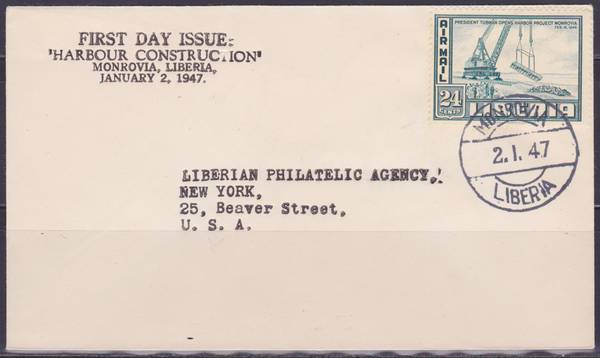 FIRST DAY ISSUE:
"HARBOUR CONSTRUCTION"
MONROVIA, LIBERIA,
JANUARY 2, 1947.
PRESIDENT TUBMAN OPENS HARBOR PROJECT MONROVIA
AIR MAIL
24
CENTS
LIBERIA
MONROVIA
2. I. 47
LIBERIA
LIBERIAN PHILATELIC AGENCY,
NEW YORK,
25, Beaver Street,
U. S. A.